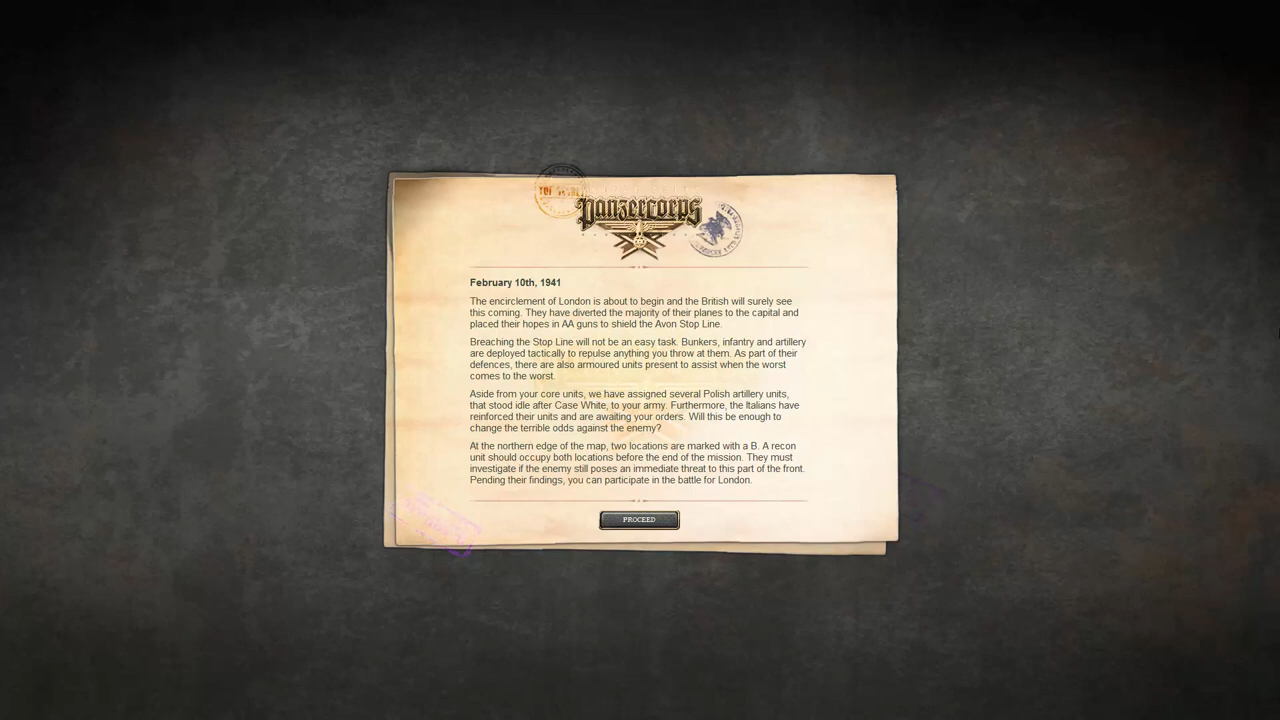 TOP
Panzercorps
February 10th, 1941
The encirclement of London is about to begin and the British will surely see
this coming. They have diverted the majority of their planes to the capital and
placed their hopes in AA guns to shield the Avon Stop Line.
Breaching the Stop Line will not be an easy task. Bunkers, infantry and artillery
are deployed tactically to repulse anything you throw at them. As part of their
defences, there are also armoured units present to assist when the worst
comes to the worst.
Aside from your core units, we have assigned several Polish artillery units,
that stood idle after Case White, to your army. Furthermore, the Italians have
reinforced their units and are awaiting your orders. Will this be enough to
change the terrible odds against the enemy?
At the northern edge of the map, two locations are marked with a B. A recon
unit should occupy both locations before the end of the mission. They must
investigate if the enemy still poses an immediate threat to this part of the front.
Pending their findings, you can participate in the battle for London.
PROCEED